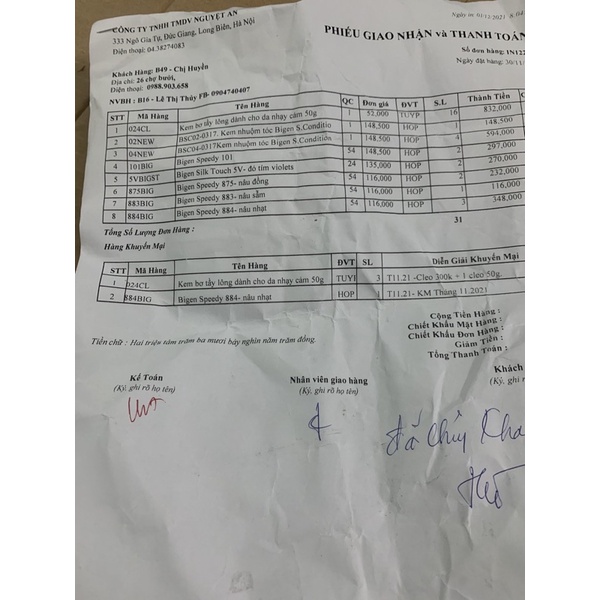 CÔNG TY TNHH TMDV NGUYỆT AN
333 Ngô Gia Tự, Đức Giang, Long Biên, Hà Nội
Điện thoại: 04.38274083
Ngày in: 01/12/2021
PHIẾU GIAO NHẬN và THANH TOÁN
Số đơn hàng: 1N122
Ngày đặt hàng: 30/11/
Khách Hàng: B49 - Chị Huyền
Địa chỉ: 26 chợ bưởi,
Điện thoại: 0988.903.658
NVBH : B16 - Lê Thị Thủy FB- 0904740407
STT Mã Hàng Tên Hàng QC Đơn giá ĐVT S.L Thành Tiền
1 024CL Kem bơ tẩy lông dành cho da nhạy cảm 50g 1 52,000 TUYP 16 832,000
2 02NEW BSC02-0317. Kem nhuộm tóc Bigen S.Conditio 1 148,500 HOP 1 148,500
3 04NEW BSC04-0317Kem nhuộm tóc Bigen S.Conditio 1 148,500 HOP 4 594,000
4 101BIG Bigen Speedy 101 54 148,500 HOP 2 297,000
5 5VBIGST Bigen Silk Touch 5V- đỏ tím violets 24 135,000 HOP 2 270,000
6 875BIG Bigen Speedy 875- nâu đồng 54 116,000 HOP 2 232,000
7 883BIG Bigen Speedy 883- nâu sẫm 54 116,000 HOP 1 116,000
8 884BIG Bigen Speedy 884- nâu nhạt 54 116,000 HOP 3 348,000
Tổng Số Lượng Đơn Hàng : 31
Hàng Khuyến Mại
STT Mã Hàng Tên Hàng ĐVT SL Diễn Giải Khuyến Mại
1 024CL Kem bơ tẩy lông dành cho da nhạy cảm 50g TUYI 3 T11.21 -Cleo 300k + 1 cleo 50g.
2 884BIG Bigen Speedy 884- nâu nhạt HOP 1 T11.21- KM Tháng 11.2021
Cộng Tiền Hàng :
Chiết Khấu Mặt Hàng :
Chiết Khấu Đơn Hàng :
Giảm Tiền :
Tổng Thanh Toán :
Tiền chữ : Hai triệu tám trăm ba mươi bảy nghìn năm trăm đồng.
Kế Toán
(Ký, ghi rõ họ tên)
Nhân viên giao hàng
(Ký, ghi rõ họ tên)
Khách
(Ký, ghi r